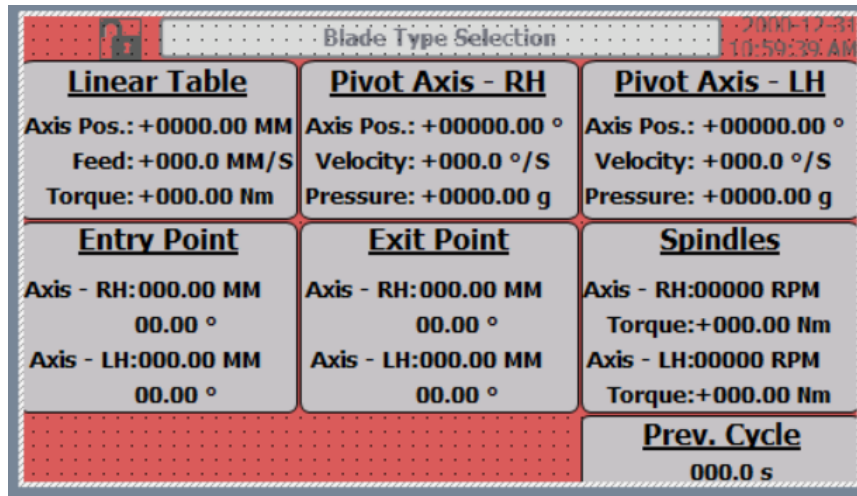 Blade Type Selection
2000-12-31
10:59:39 AM
Linear Table
Axis Pos.: +0000.00 MM
Feed: +000.0 MM/S
Torque: +000.00 Nm
Pivot Axis - RH
Axis Pos.: +00000.00 °
Velocity: +000.0 °/S
Pressure: +0000.00 g
Pivot Axis - LH
Axis Pos.: +00000.00 °
Velocity: +000.0 °/S
Pressure: +0000.00 g
Entry Point
Axis - RH:000.00 MM
00.00 °
Axis - LH:000.00 MM
00.00 °
Exit Point
Axis - RH:000.00 MM
00.00 °
Axis - LH:000.00 MM
00.00 °
Spindles
Axis - RH:00000 RPM
Torque:+000.00 Nm
Axis - LH:00000 RPM
Torque:+000.00 Nm
Prev. Cycle
000.0 s